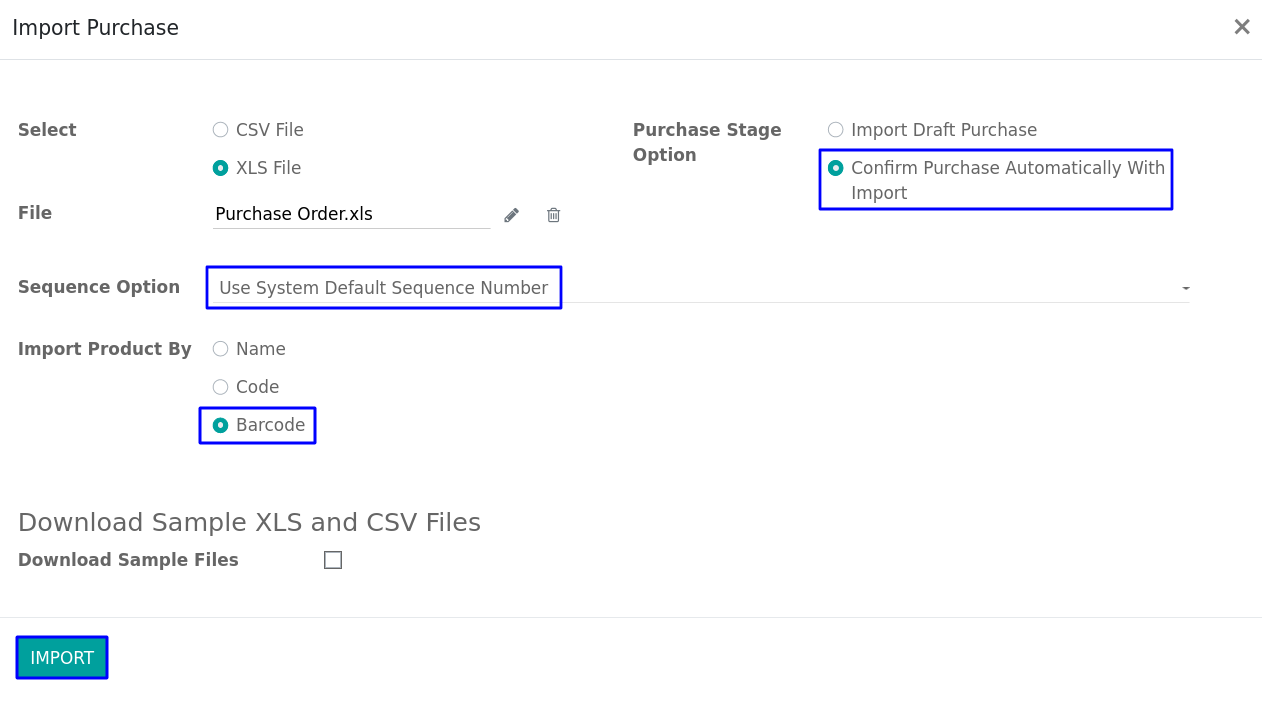 Import Purchase
Select
CSV File
XLS File
Purchase Stage
Option
Import Draft Purchase
Confirm Purchase Automatically With
Import
File
Purchase Order.xls
Sequence Option
Use System Default Sequence Number
Import Product By
Name
Code
Barcode
Download Sample XLS and CSV Files
Download Sample Files
IMPORT